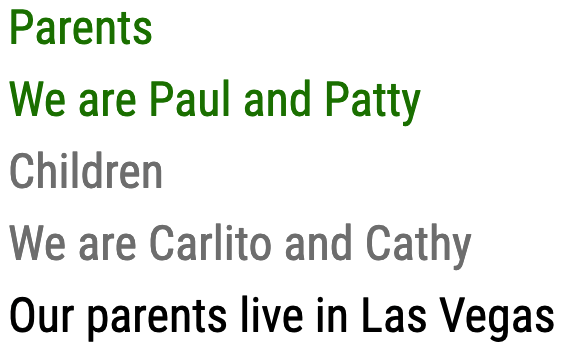 Parents
We are Paul and Patty
Children
We are Carlito and Cathy
Our parents live in Las Vegas